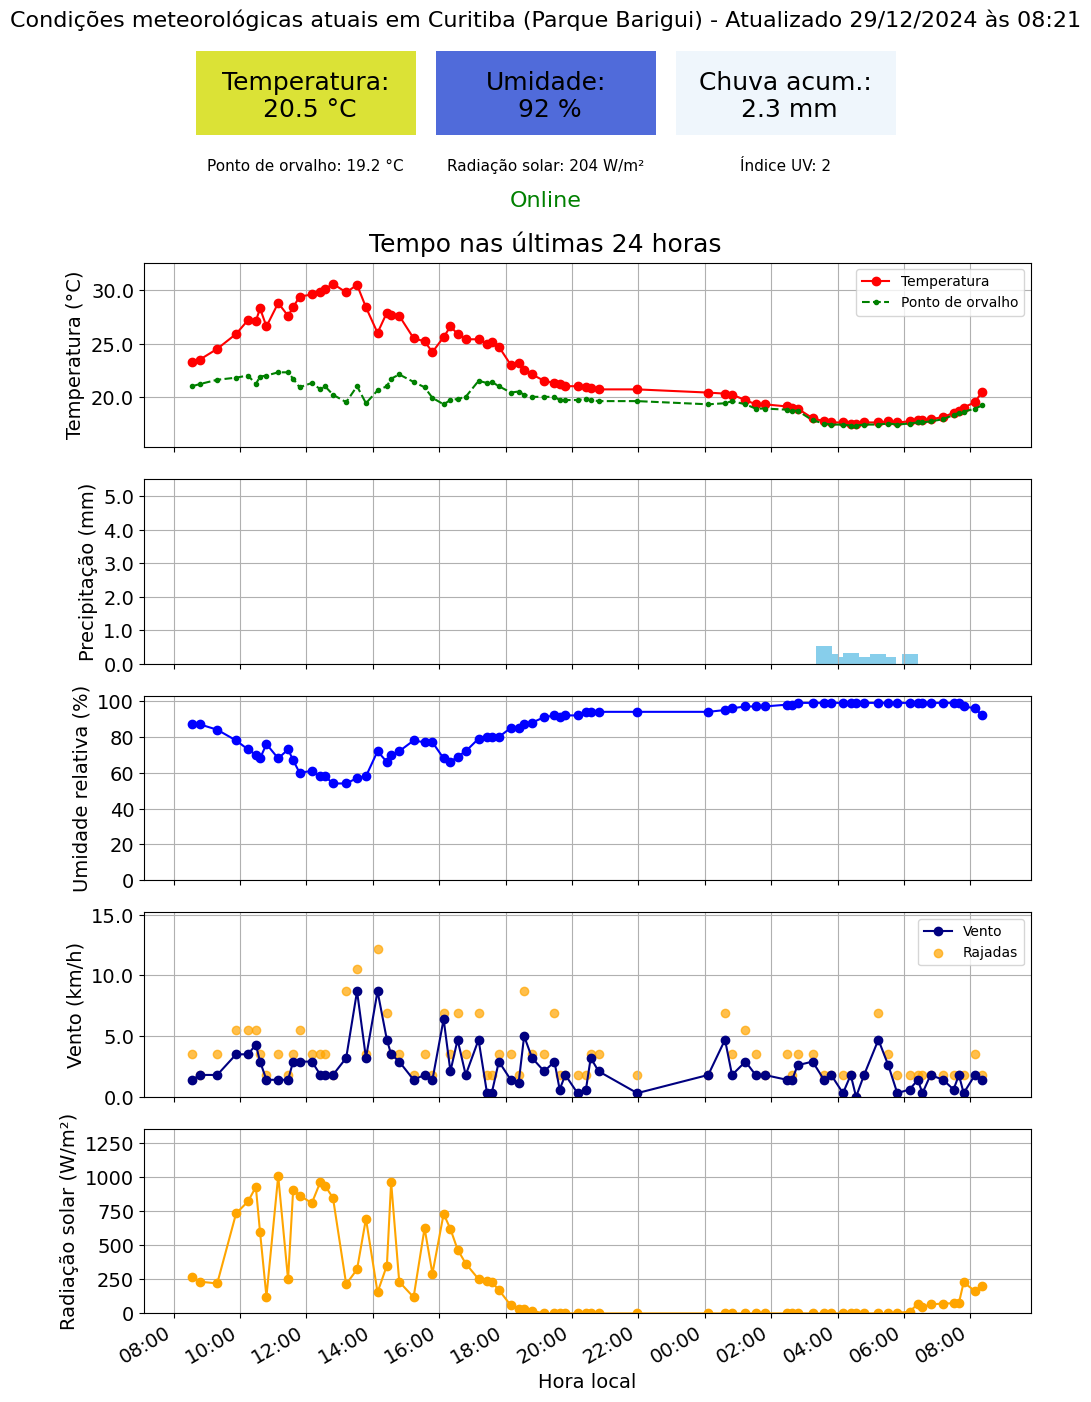 Condições meteorológicas atuais em Curitiba (Parque Barigui) - Atualizado 29/12/2024 às 08:21
Temperatura:
20.5 °C
Umidade:
92 %
Chuva acum.:
2.3 mm
Ponto de orvalho: 19.2 °C
Radiação solar: 204 W/m²
Índice UV: 2
Online
Tempo nas últimas 24 horas
Temperatura (°C)
30.0
25.0
20.0
Temperatura
Ponto de orvalho
Precipitação (mm)
5.0
4.0
3.0
2.0
1.0
0.0
Umidade relativa (%)
100
80
60
40
20
0
Vento (km/h)
15.0
10.0
5.0
0.0
Vento
Rajadas
Radiação solar (W/m²)
1250
1000
750
500
250
0
08:00
10:00
12:00
14:00
16:00
18:00
20:00
22:00
00:00
02:00
04:00
06:00
08:00
Hora local